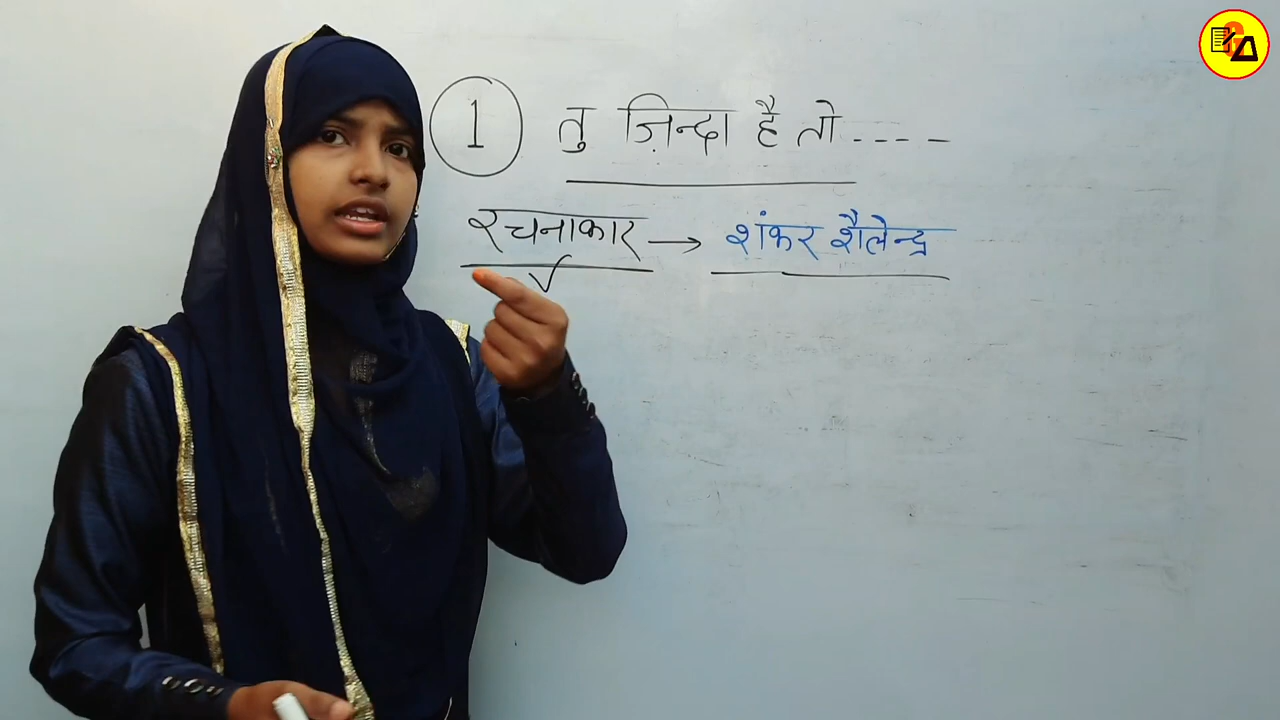 1 तु ज़िन्दा है तो - - - -
रचनाकार → शंकर शैलेन्द्र